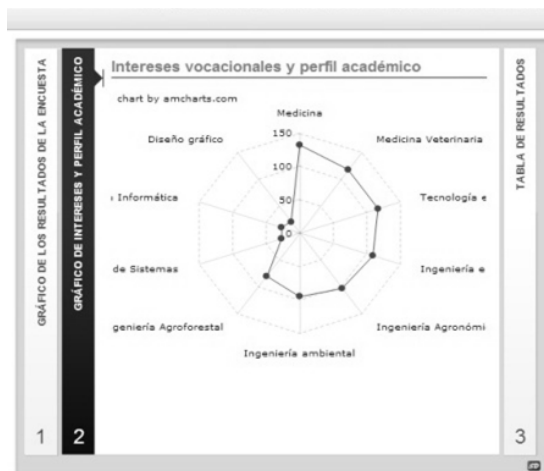 GRÁFICO DE LOS RESULTADOS DE LA ENCUESTA
1
GRÁFICO DE INTERESES Y PERFIL ACADÉMICO
2
Intereses vocacionales y perfil académico
chart by amcharts.com
Medicina
150
100
50
0
Medicina Veterinaria
Tecnología e
Ingeniería e
Ingeniería Agronómi
Ingeniería ambiental
geniería Agroforestal
de Sistemas
Informática
Diseño gráfico
TABLA DE RESULTADOS
3